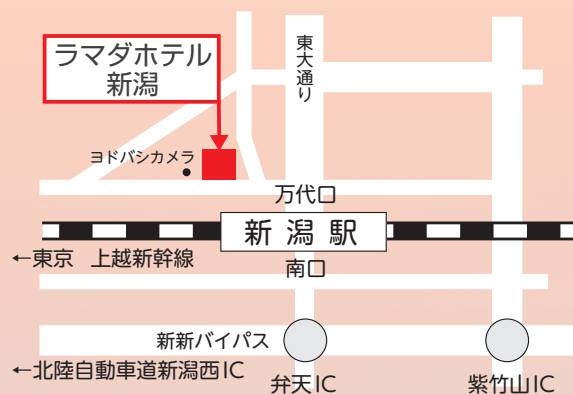 ラマダホテル
新潟
東大通り
ヨドバシカメラ
万代口
新潟駅
←東京 上越新幹線
南口
新新バイパス
←北陸自動車道新潟西IC
弁天IC
紫竹山IC